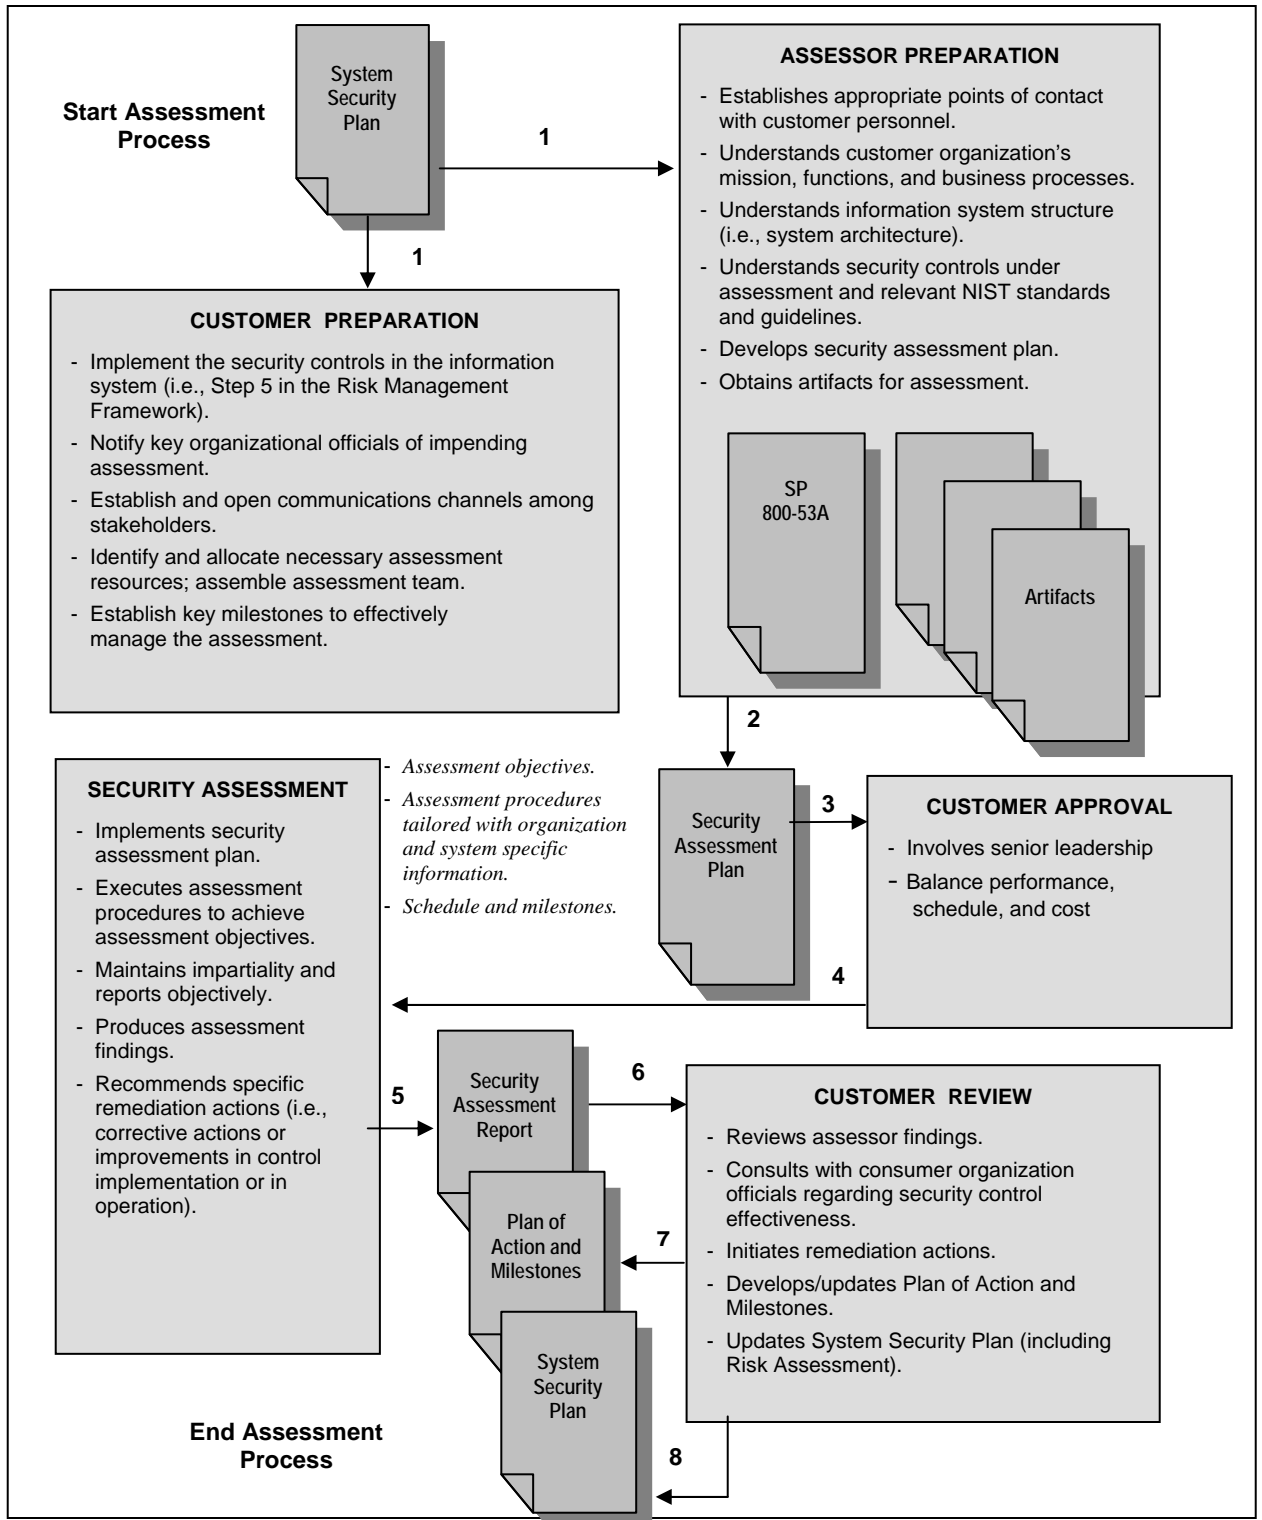 Start Assessment
Process
System
Security
Plan
1
1
ASSESSOR PREPARATION
- Establishes appropriate points of contact
with customer personnel.
- Understands customer organization's
mission, functions, and business processes.
- Understands information system structure
(i.e., system architecture).
- Understands security controls under
assessment and relevant NIST standards
and guidelines.
- Develops security assessment plan.
- Obtains artifacts for assessment.
SP
800-53A
Artifacts
CUSTOMER PREPARATION
- Implement the security controls in the information
system (i.e., Step 5 in the Risk Management
Framework).
- Notify key organizational officials of impending
assessment.
- Establish and open communications channels among
stakeholders.
- Identify and allocate necessary assessment
resources; assemble assessment team.
- Establish key milestones to effectively
manage the assessment.
2
SECURITY ASSESSMENT
- Implements security
assessment plan.
- Executes assessment
procedures to achieve
assessment objectives.
- Maintains impartiality and
reports objectively.
- Produces assessment
findings.
- Recommends specific
remediation actions (i.e.,
corrective actions or
improvements in control
implementation or in
operation).
- Assessment objectives.
- Assessment procedures
tailored with organization
and system specific
information.
- Schedule and milestones.
Security
Assessment
Plan
3
CUSTOMER APPROVAL
- Involves senior leadership
- Balance performance,
schedule, and cost
4
5
Security
Assessment
Report
6
CUSTOMER REVIEW
- Reviews assessor findings.
- Consults with consumer organization
officials regarding security control
effectiveness.
- Initiates remediation actions.
- Develops/updates Plan of Action and
Milestones.
- Updates System Security Plan (including
Risk Assessment).
Plan of
Action and
Milestones
7
System
Security
Plan
8
End Assessment
Process